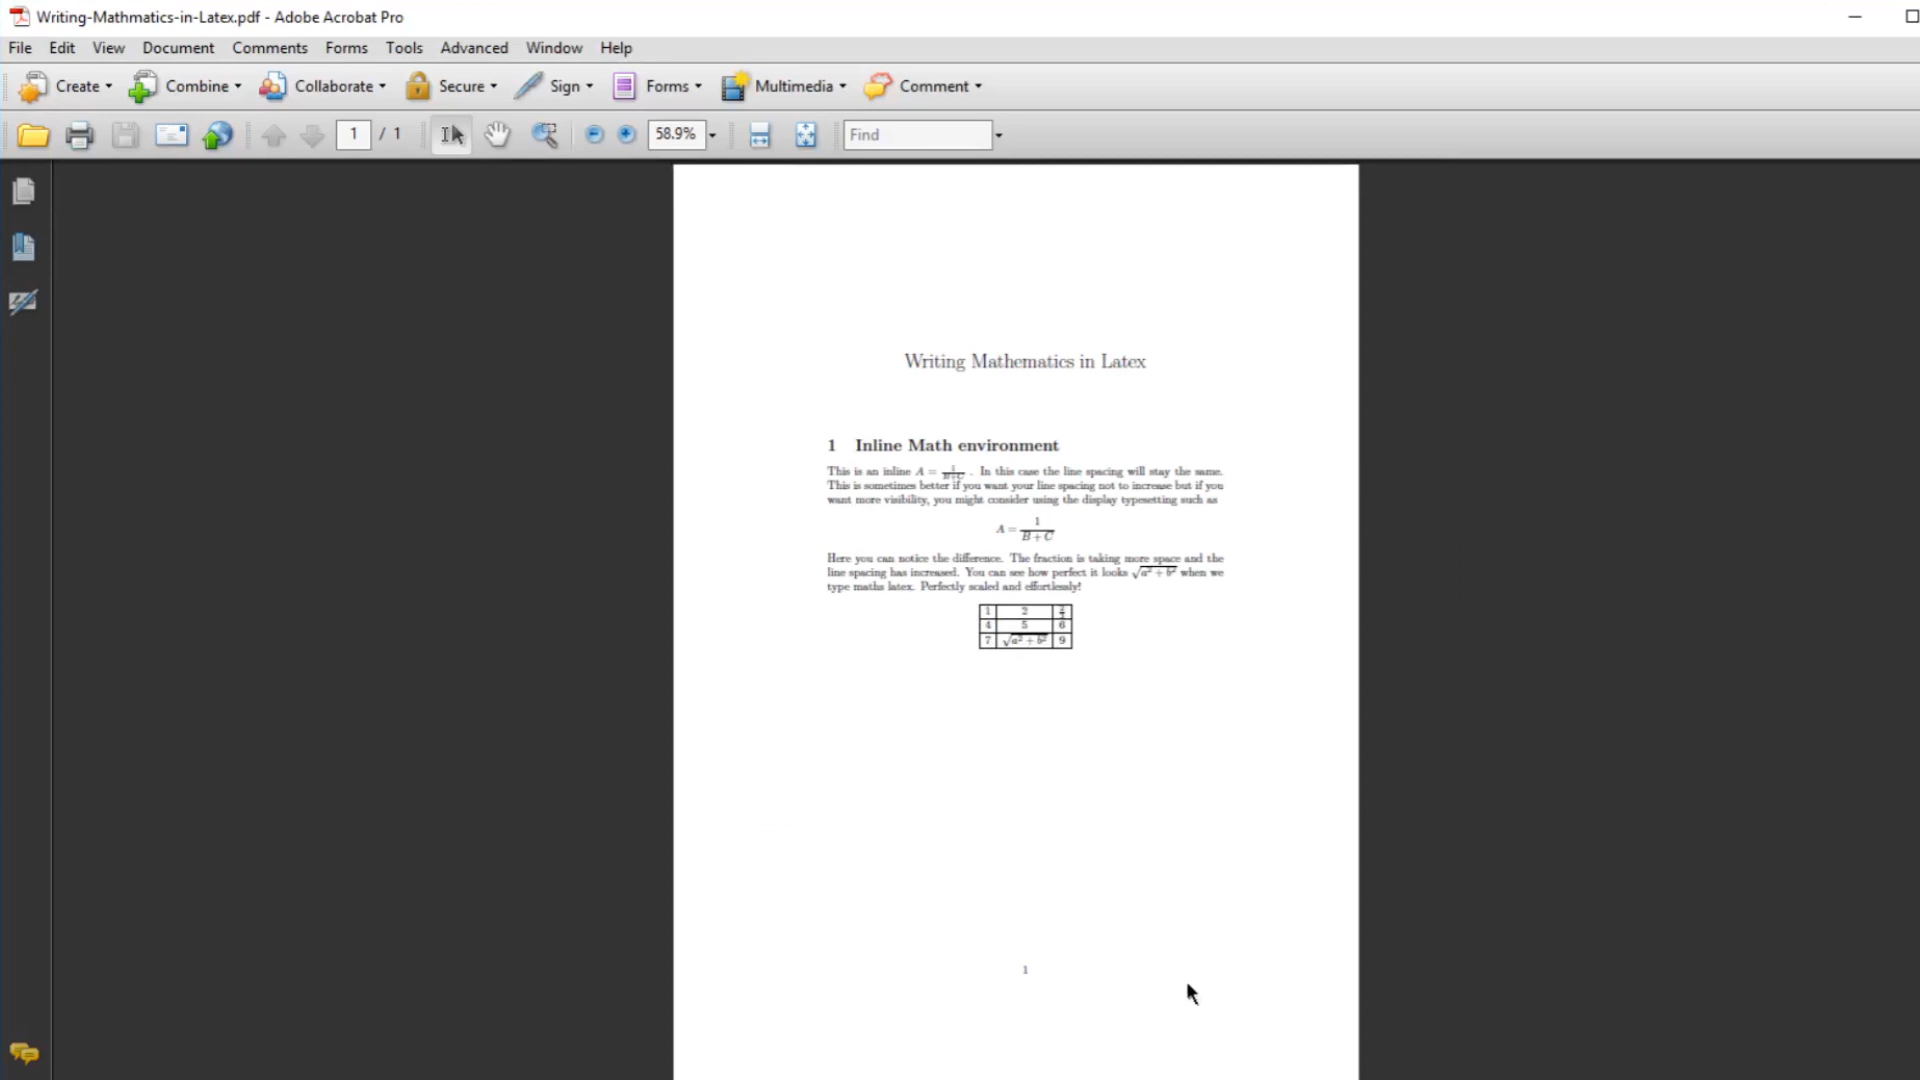 Writing-Mathmatics-in-Latex.pdf - Adobe Acrobat Pro
File Edit View Document Comments Forms Tools Advanced Window Help
Create Combine Collaborate Secure Sign Forms Multimedia Comment
1 / 1 58.9% Find
Writing Mathematics in Latex
1 Inline Math environment
This is an inline A = 1/(B+C) . In this case the line spacing will stay the same.
This is sometimes better if you want your line spacing not to increase but if you
want more visibility, you might consider using the display typesetting such as
A = 1/(B + C)
Here you can notice the difference. The fraction is taking more space and the
line spacing has increased. You can see how perfect it looks √(a² + b²) when we
type maths latex. Perfectly scaled and effortlessly!
1 2
4 5 6
7 √(a² + b²) 9
1